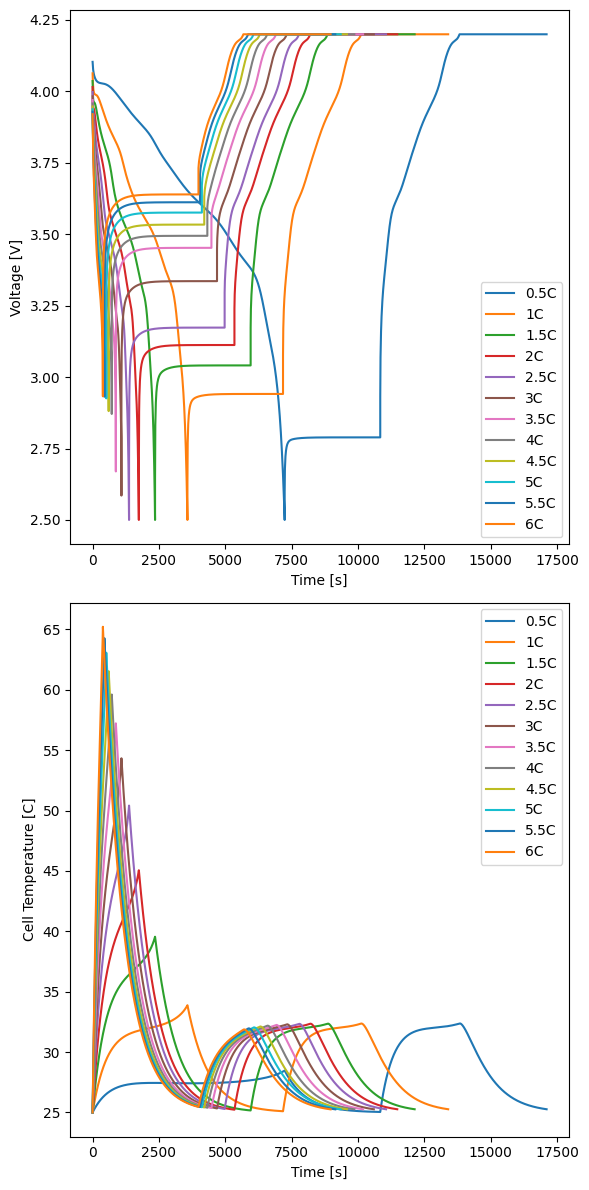 4.25
4.00
3.75
3.50
3.25
3.00
2.75
2.50
Voltage [V]
0.5C
1C
1.5C
2C
2.5C
3C
3.5C
4C
4.5C
5C
5.5C
6C
0 2500 5000 7500 10000 12500 15000 17500
Time [s]
65
60
55
50
45
40
35
30
25
Cell Temperature [C]
0.5C
1C
1.5C
2C
2.5C
3C
3.5C
4C
4.5C
5C
5.5C
6C
0 2500 5000 7500 10000 12500 15000 17500
Time [s]